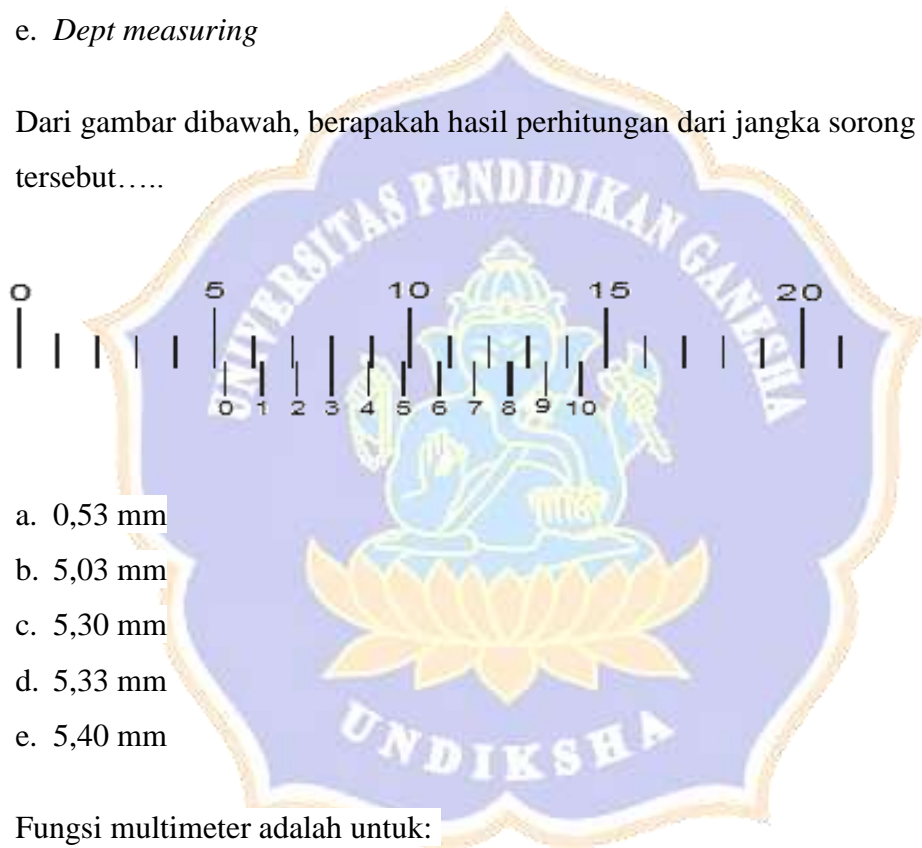 e. Dept measuring
Dari gambar dibawah, berapakah hasil perhitungan dari jangka sorong
tersebut…..
UNIVERSITAS PENDIDIKAN GANESHA
0 5 10 15 20
0 1 2 3 4 5 6 7 8 9 10
a. 0,53 mm
b. 5,03 mm
c. 5,30 mm
d. 5,33 mm
e. 5,40 mm
UNDIKSHA
Fungsi multimeter adalah untuk: